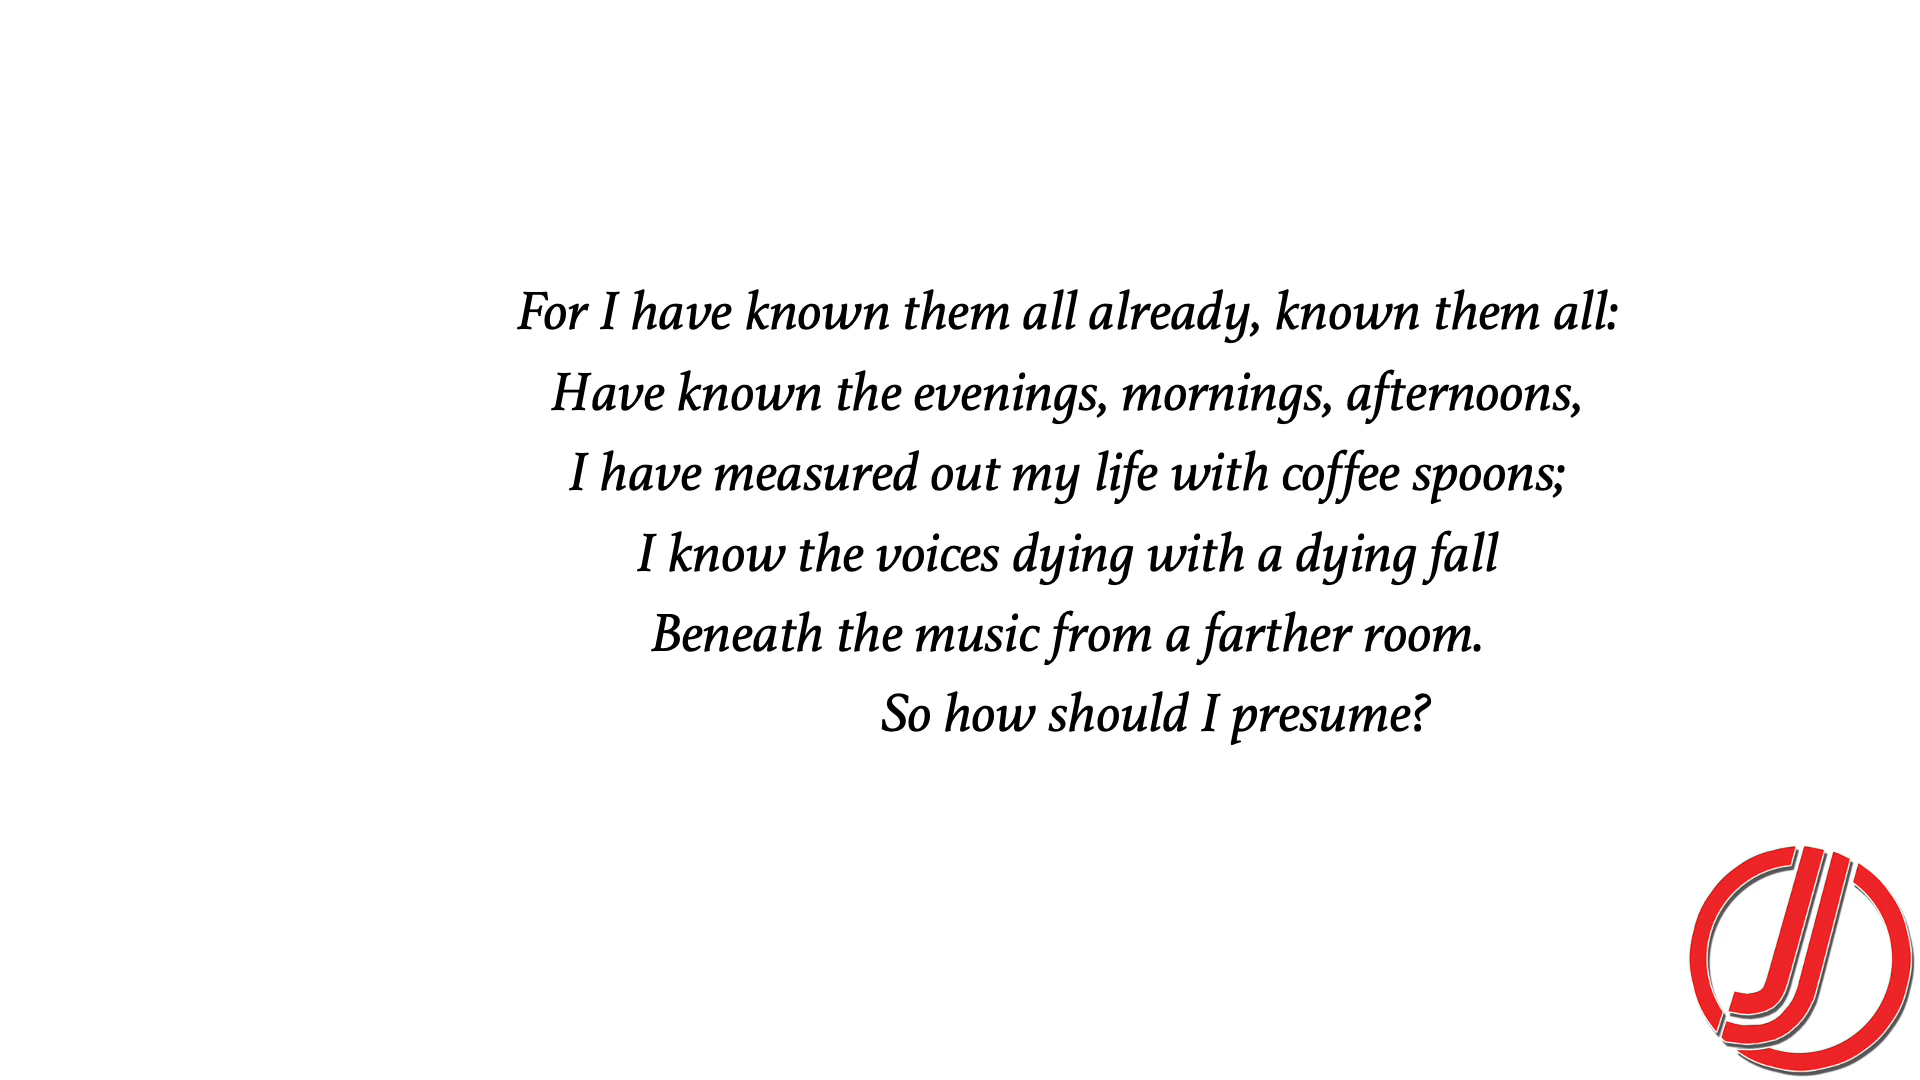 For I have known them all already, known them all:
Have known the evenings, mornings, afternoons,
I have measured out my life with coffee spoons;
I know the voices dying with a dying fall
Beneath the music from a farther room.
So how should I presume?